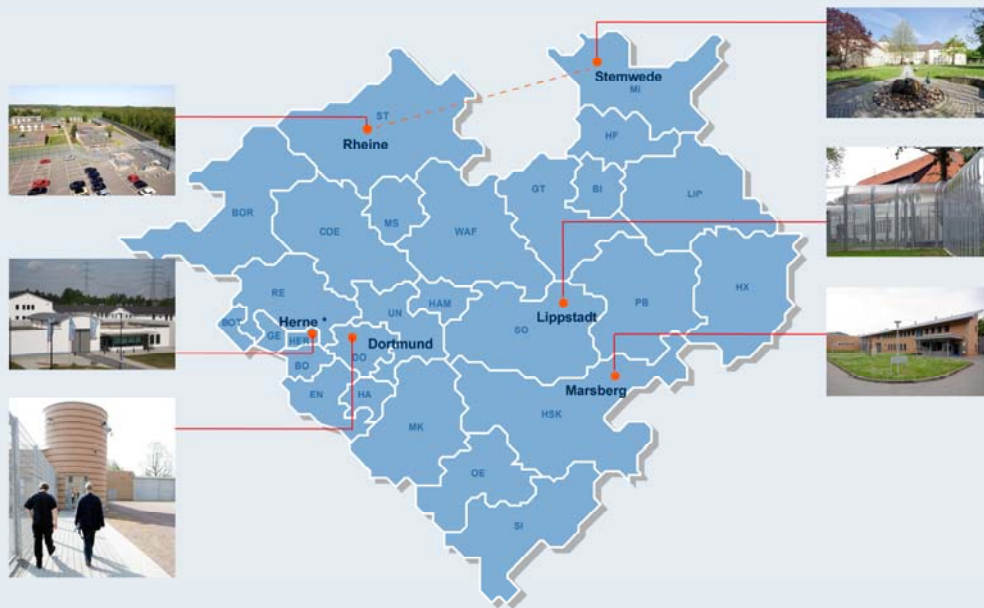 Stemwede
MI
ST
Rheine
HF
GT
BI
LIP
BOR
MS
COE
WAF
RE
HAM
UN
PB
HX
BOT
GE
Herne *
HER
Lippstadt
SO
Dortmund
DO
BO
EN
HA
Marsberg
HSK
MK
OE
SI